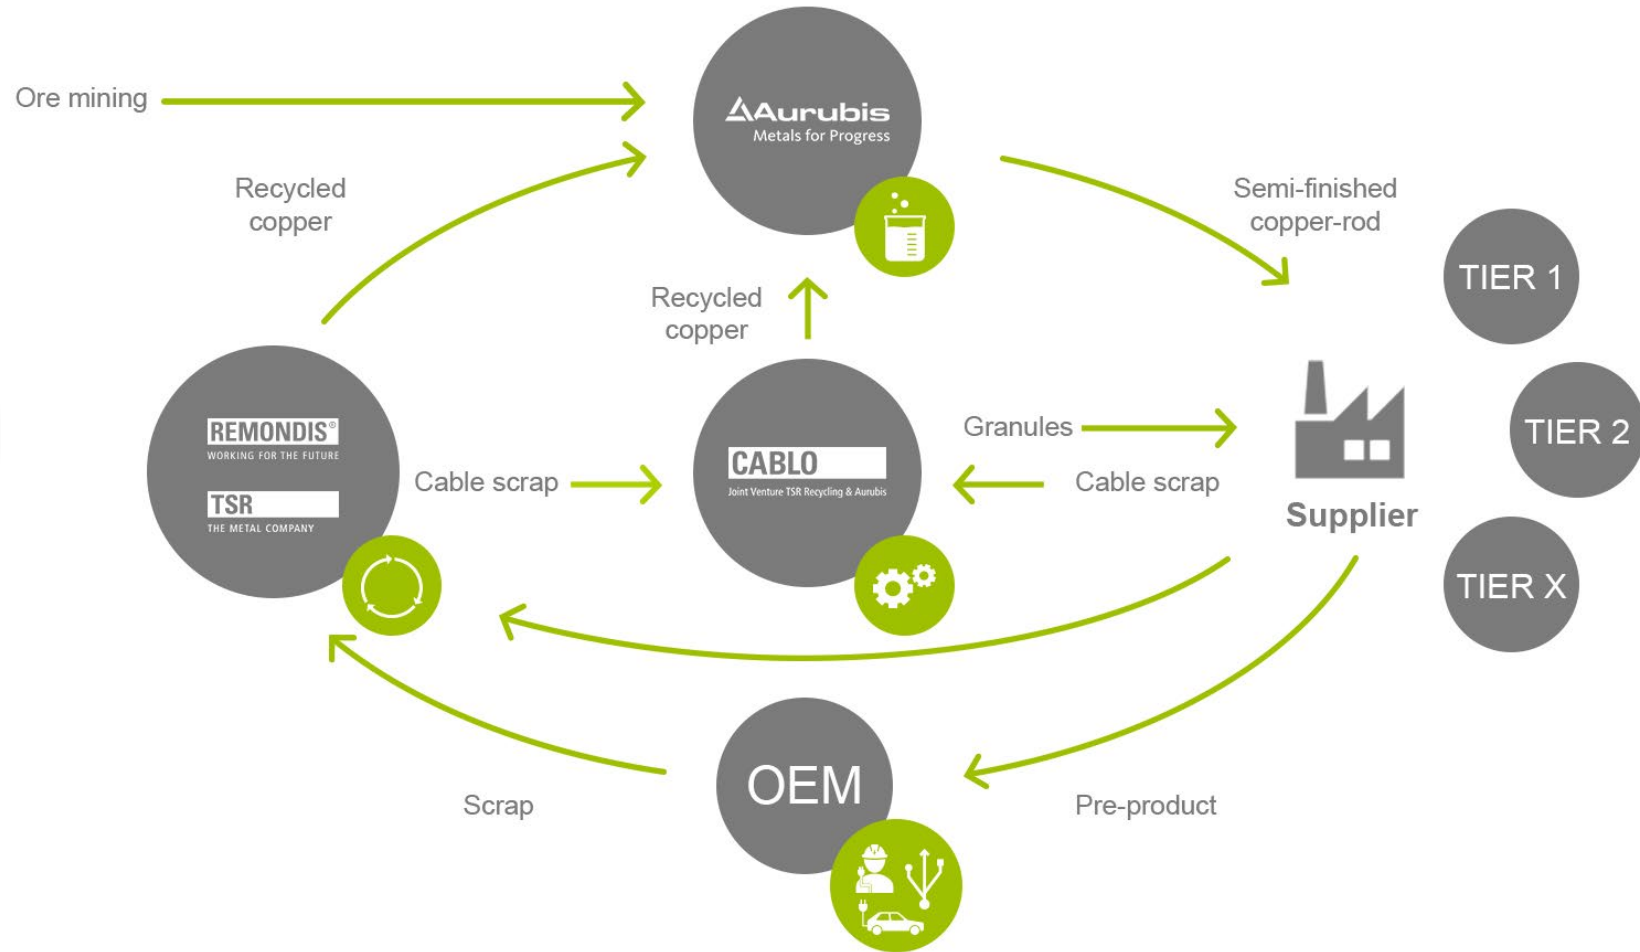 Aurubis
Metals for Progress
Ore mining
Recycled
copper
Semi-finished
copper-rod
TIER 1
Recycled
copper
REMONDIS®
WORKING FOR THE FUTURE
TSR
THE METAL COMPANY
Cable scrap
CABLO
Joint Venture TSR Recycling & Aurubis
Granules
Cable scrap
Supplier
TIER 2
TIER X
OEM
Scrap
Pre-product